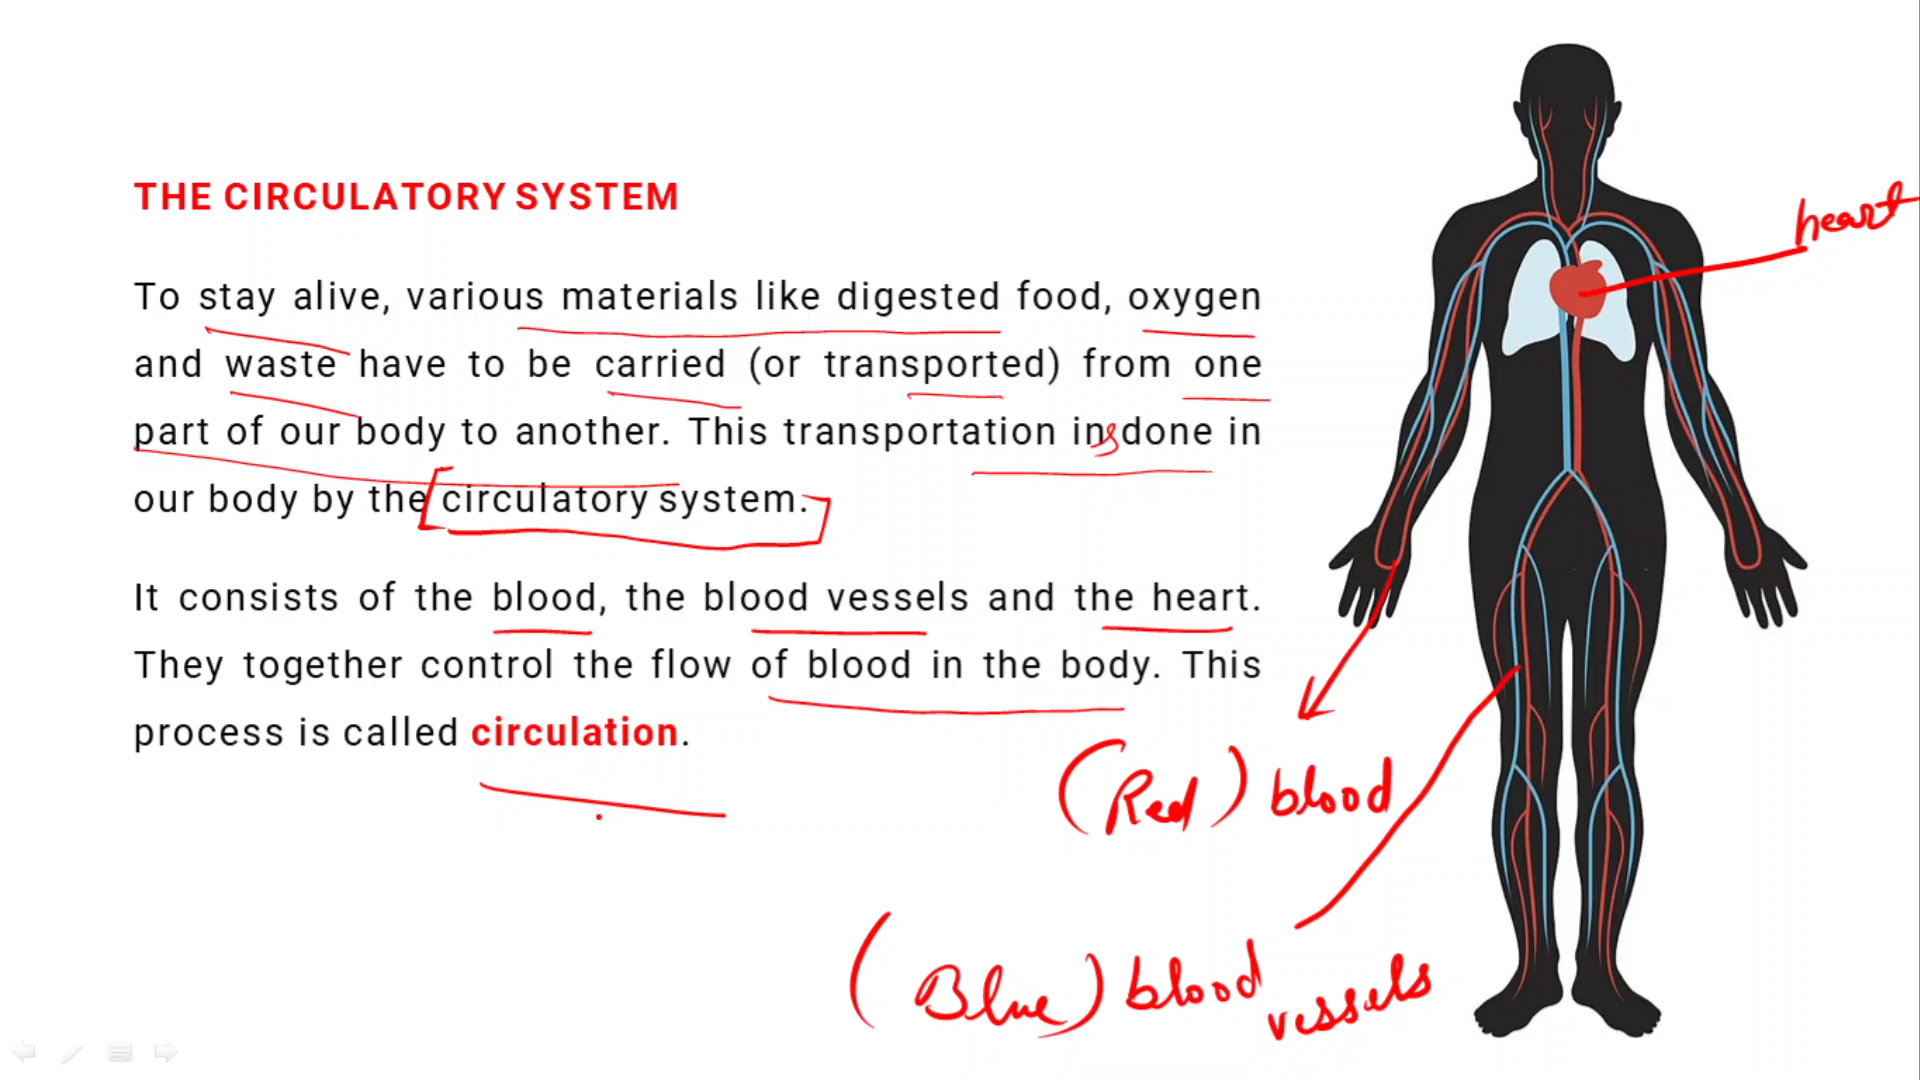 THE CIRCULATORY SYSTEM
To stay alive, various materials like digested food, oxygen
and waste have to be carried (or transported) from one
part of our body to another. This transportation in s done in
our body by the circulatory system.
It consists of the blood, the blood vessels and the heart.
They together control the flow of blood in the body. This
process is called circulation.
heart
(Red) blood
(Blue) blood
vessels